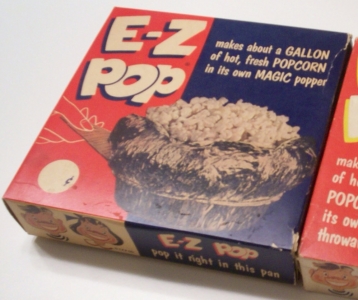 E-Z
POP
makes about a GALLON
of hot, fresh POPCORN
in its own MAGIC popper
E-Z POP
pop it right in this pan
mak
of h
POPC
its ow
throwa